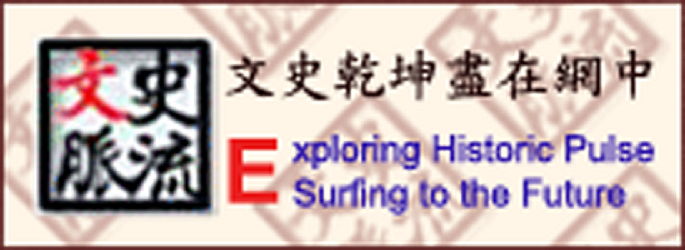 文史
脈流
文史乾坤盡在網中
Exploring Historic Pulse
Surfing to the Future